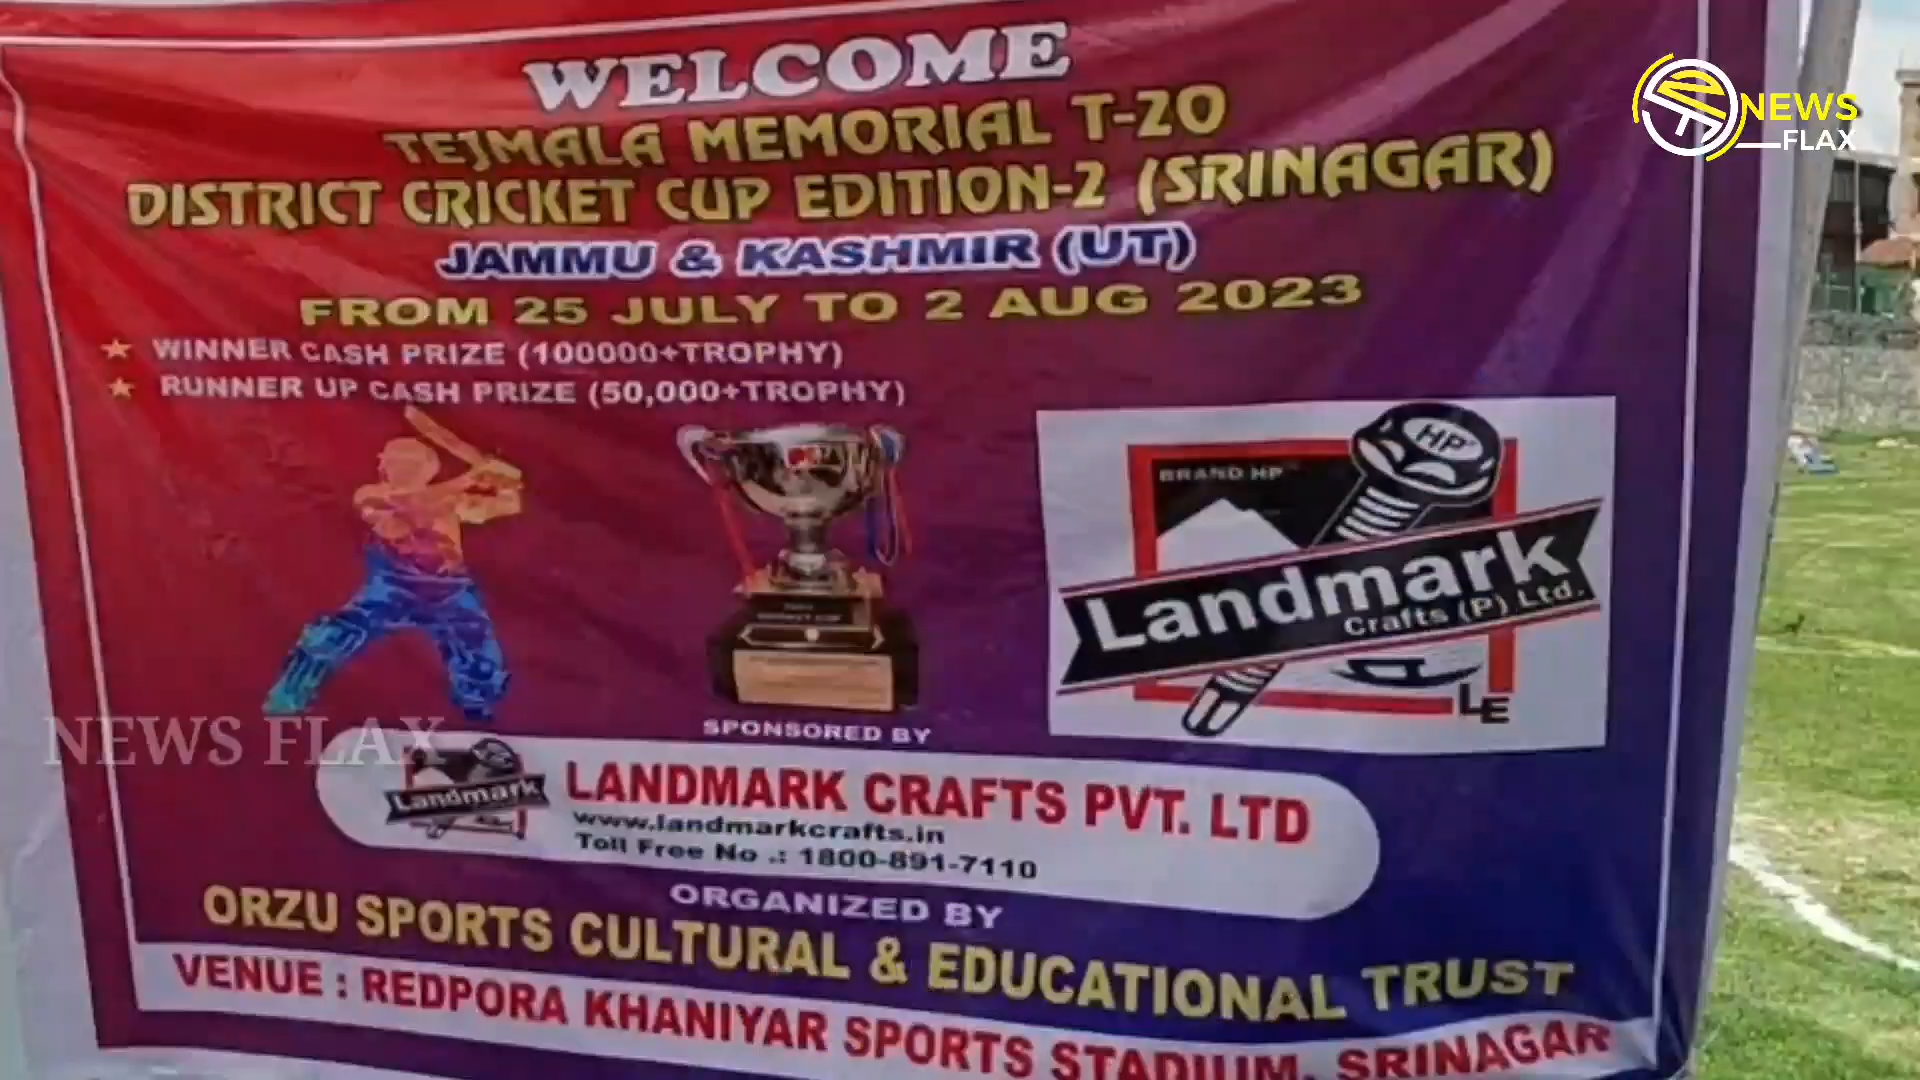 WELCOME
TEJMALA MEMORIAL T-20
DISTRICT CRICKET CUP EDITION-2 (SRINAGAR)
JAMMU & KASHMIR (UT)
FROM 25 JULY TO 2 AUG 2023
★ WINNER CASH PRIZE (100000+TROPHY)
★ RUNNER UP CASH PRIZE (50,000+TROPHY)
NEWS
FLAX
HP
BRAND HP
Landmark
Crafts (P) Ltd.
LE
SPONSORED BY
NEWS FLAX
Landmark
LANDMARK CRAFTS PVT. LTD
www.landmarkcrafts.in
Toll Free No .: 1800-891-7110
ORGANIZED BY
ORZU SPORTS CULTURAL & EDUCATIONAL TRUST
VENUE : REDPORA KHANIYAR SPORTS STADIUM, SRINAGAR